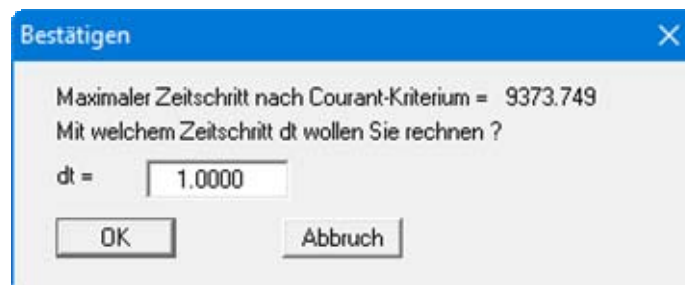 Bestätigen
Maximaler Zeitschritt nach Courant-Kriterium = 9373.749
Mit welchem Zeitschritt dt wollen Sie rechnen ?
dt = 1.0000
OK Abbruch